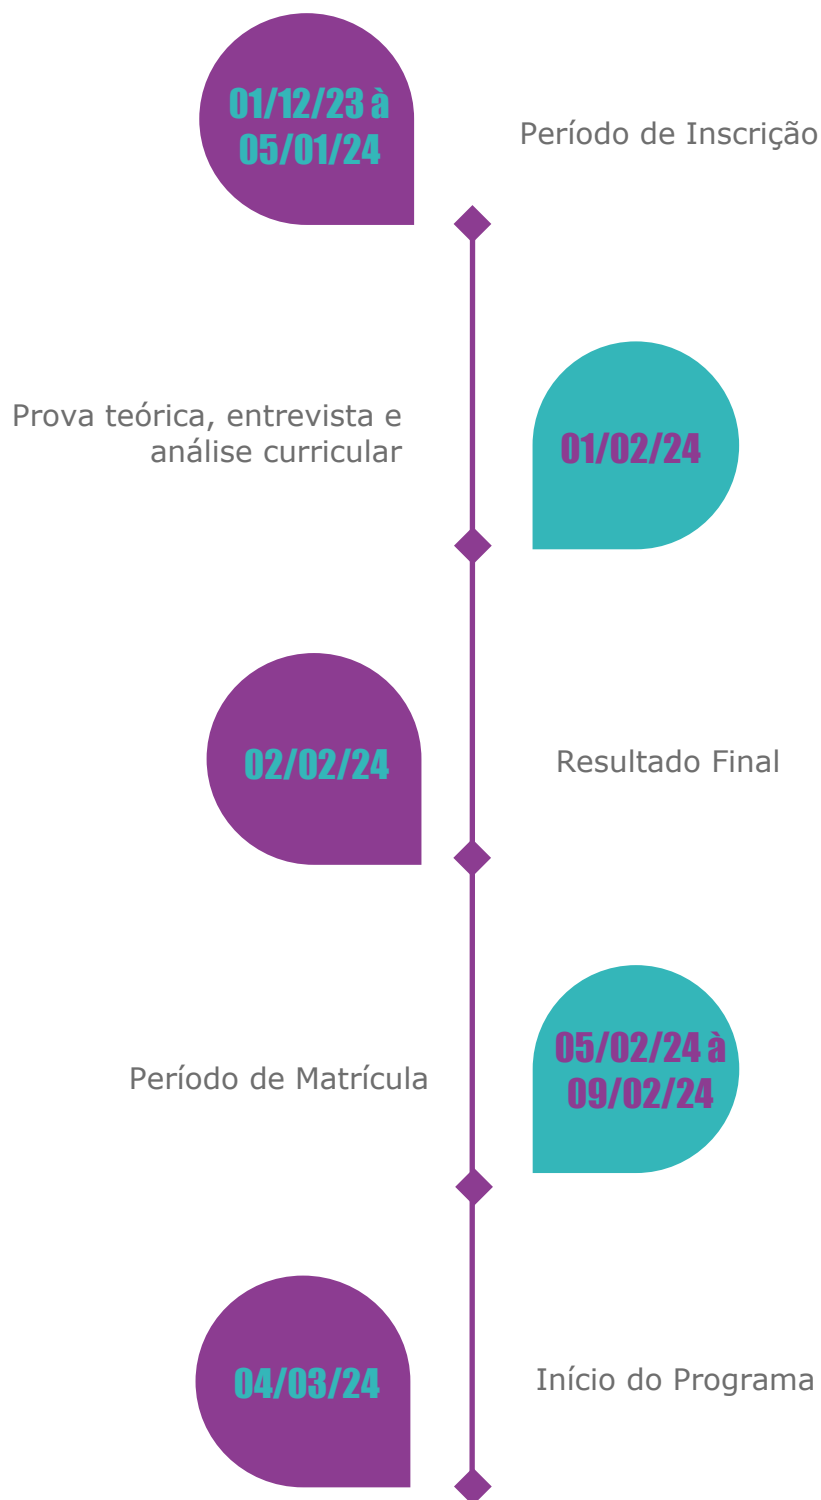 01/12/23 à
05/01/24
Período de Inscrição
Prova teórica, entrevista e
análise curricular
01/02/24
02/02/24
Resultado Final
Período de Matrícula
05/02/24 à
09/02/24
04/03/24
Início do Programa